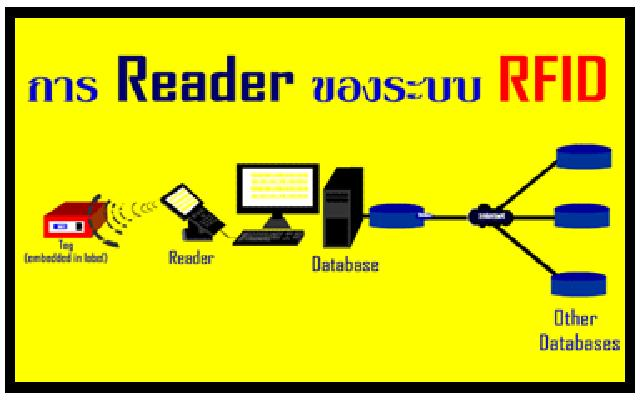 การ Reader ของระบบ RFID
Tag
(embedded in label)
Reader
Database
Internet
Other
Databases